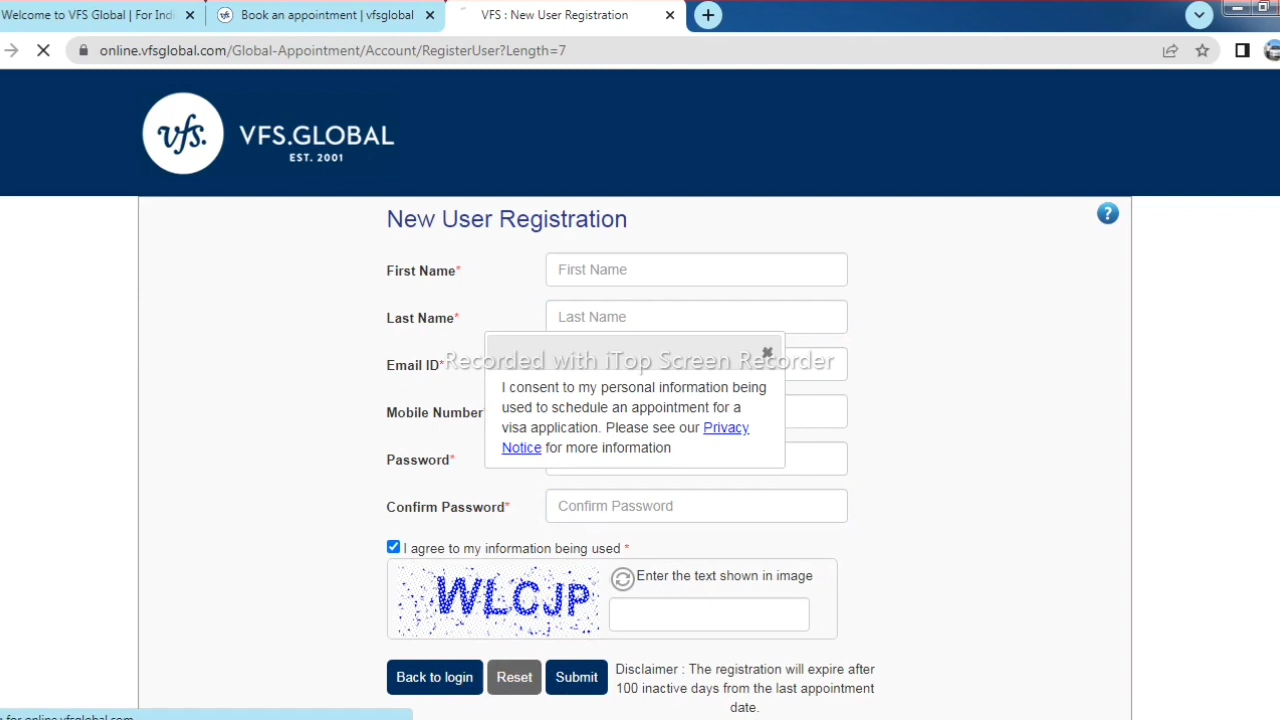 Welcome to VFS Global | For Indi
Book an appointment | vfsglobal
VFS : New User Registration
online.vfsglobal.com/Global-Appointment/Account/RegisterUser?Length=7
vfs.
VFS.GLOBAL
EST. 2001
New User Registration
?
First Name*
First Name
Last Name*
Last Name
Email ID*
Recorded with iTop Screen Recorder
I consent to my personal information being
used to schedule an appointment for a
visa application. Please see our Privacy
Notice for more information
Mobile Number
Password*
Confirm Password*
Confirm Password
I agree to my information being used *
WLCJP
Enter the text shown in image
Back to login
Reset
Submit
Disclaimer : The registration will expire after
100 inactive days from the last appointment
date.
for online.vfsglobal.com